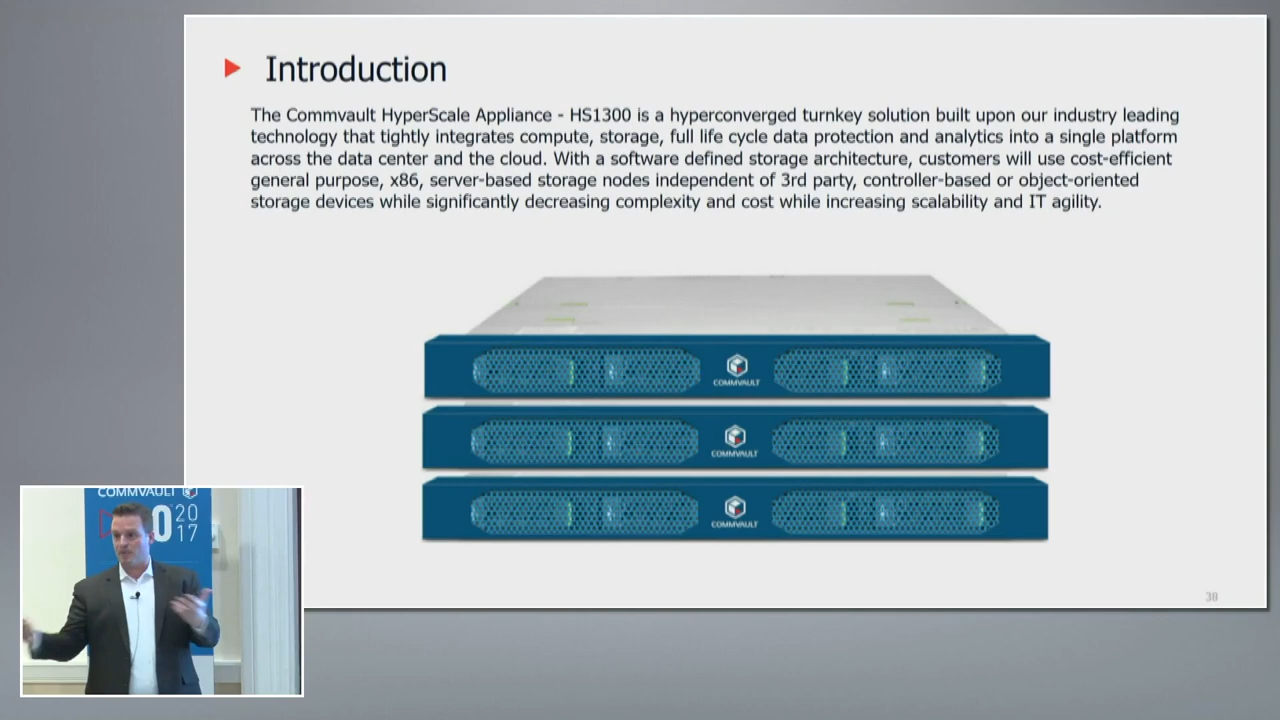 Introduction
The Commvault HyperScale Appliance - HS1300 is a hyperconverged turnkey solution built upon our industry leading
technology that tightly integrates compute, storage, full life cycle data protection and analytics into a single platform
across the data center and the cloud. With a software defined storage architecture, customers will use cost-efficient
general purpose, x86, server-based storage nodes independent of 3rd party, controller-based or object-oriented
storage devices while significantly decreasing complexity and cost while increasing scalability and IT agility.
COMMVAULT
COMMVAULT
COMMVAULT
38
COMMVAULT
20
17